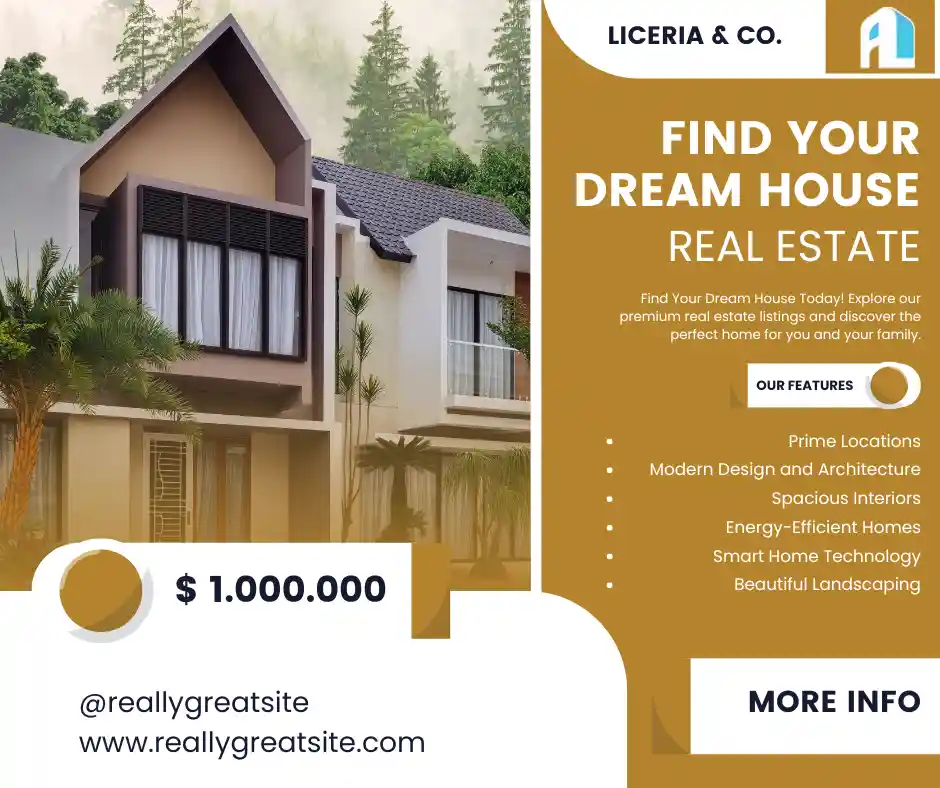 LICERIA & CO.
FIND YOUR
DREAM HOUSE
REAL ESTATE
Find Your Dream House Today! Explore our
premium real estate listings and discover the
perfect home for you and your family.
OUR FEATURES
• Prime Locations
• Modern Design and Architecture
• Spacious Interiors
• Energy-Efficient Homes
• Smart Home Technology
• Beautiful Landscaping
$ 1.000.000
@reallygreatsite
www.reallygreatsite.com
MORE INFO